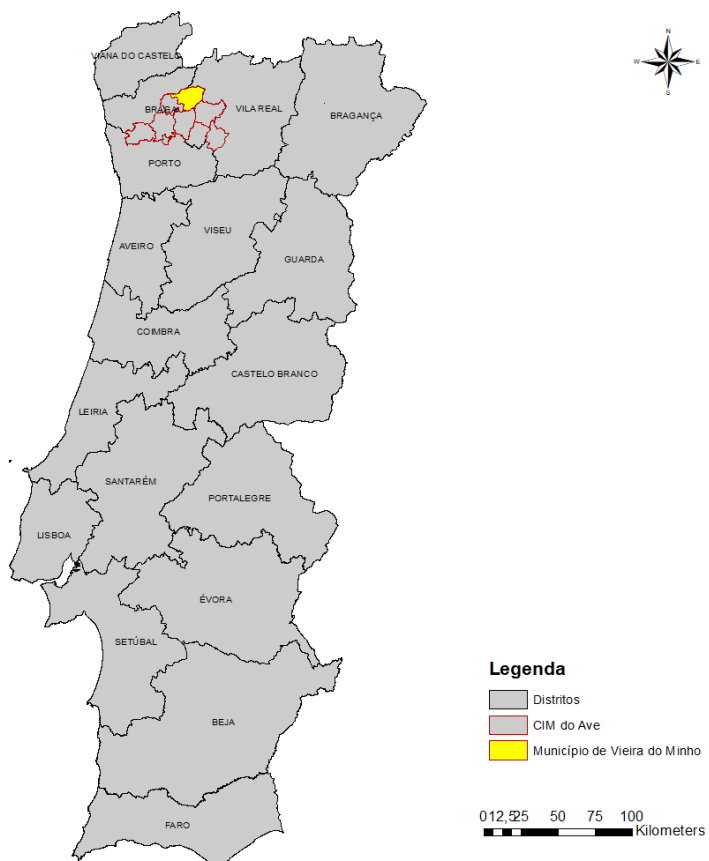 N
W E
S
VIANA DO CASTELO
BRAGA
VILA REAL
BRAGANÇA
PORTO
AVEIRO
VISEU
GUARDA
COIMBRA
CASTELO BRANCO
LEIRIA
SANTARÉM
PORTALEGRE
LISBOA
ÉVORA
SETÚBAL
BEJA
FARO
Legenda
Distritos
CIM do Ave
Município de Vieira do Minho
0 12,5 25 50 75 100
Kilometers